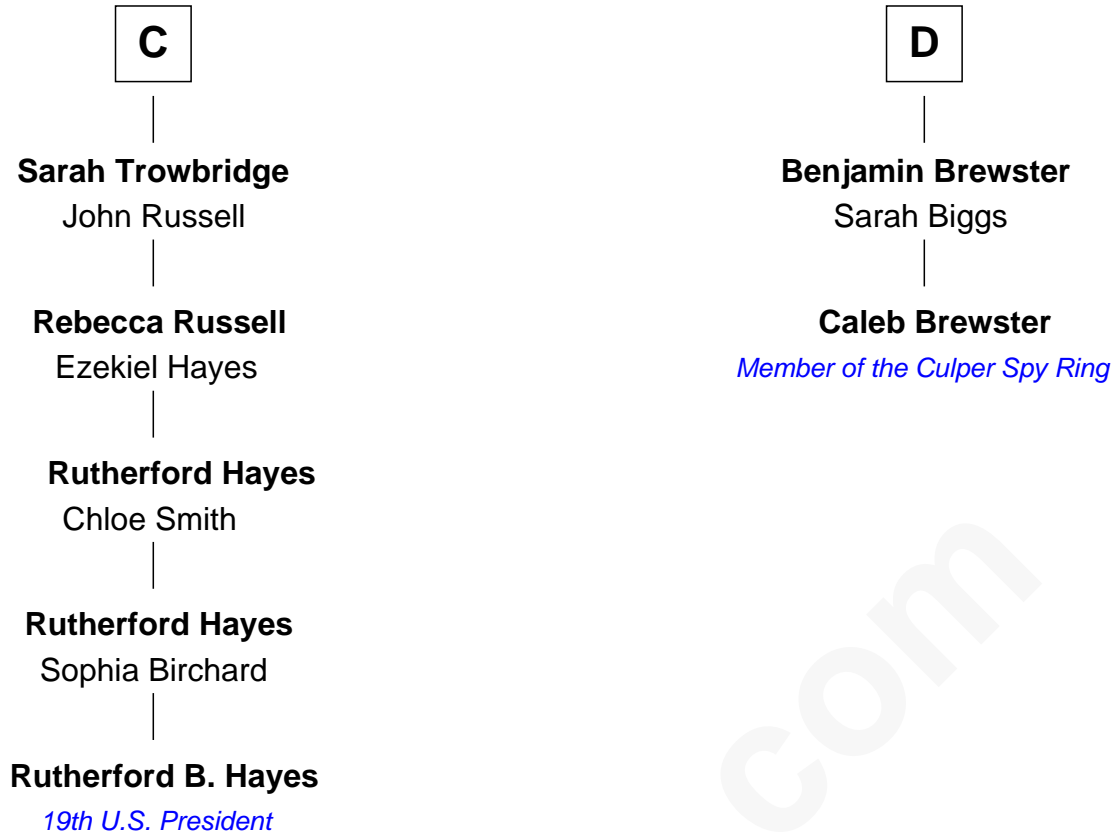 C
Sarah Trowbridge
John Russell
Rebecca Russell
Ezekiel Hayes
Rutherford Hayes
Chloe Smith
Rutherford Hayes
Sophia Birchard
Rutherford B. Hayes
19th U.S. President
D
Benjamin Brewster
Sarah Biggs
Caleb Brewster
Member of the Culper Spy Ring
com